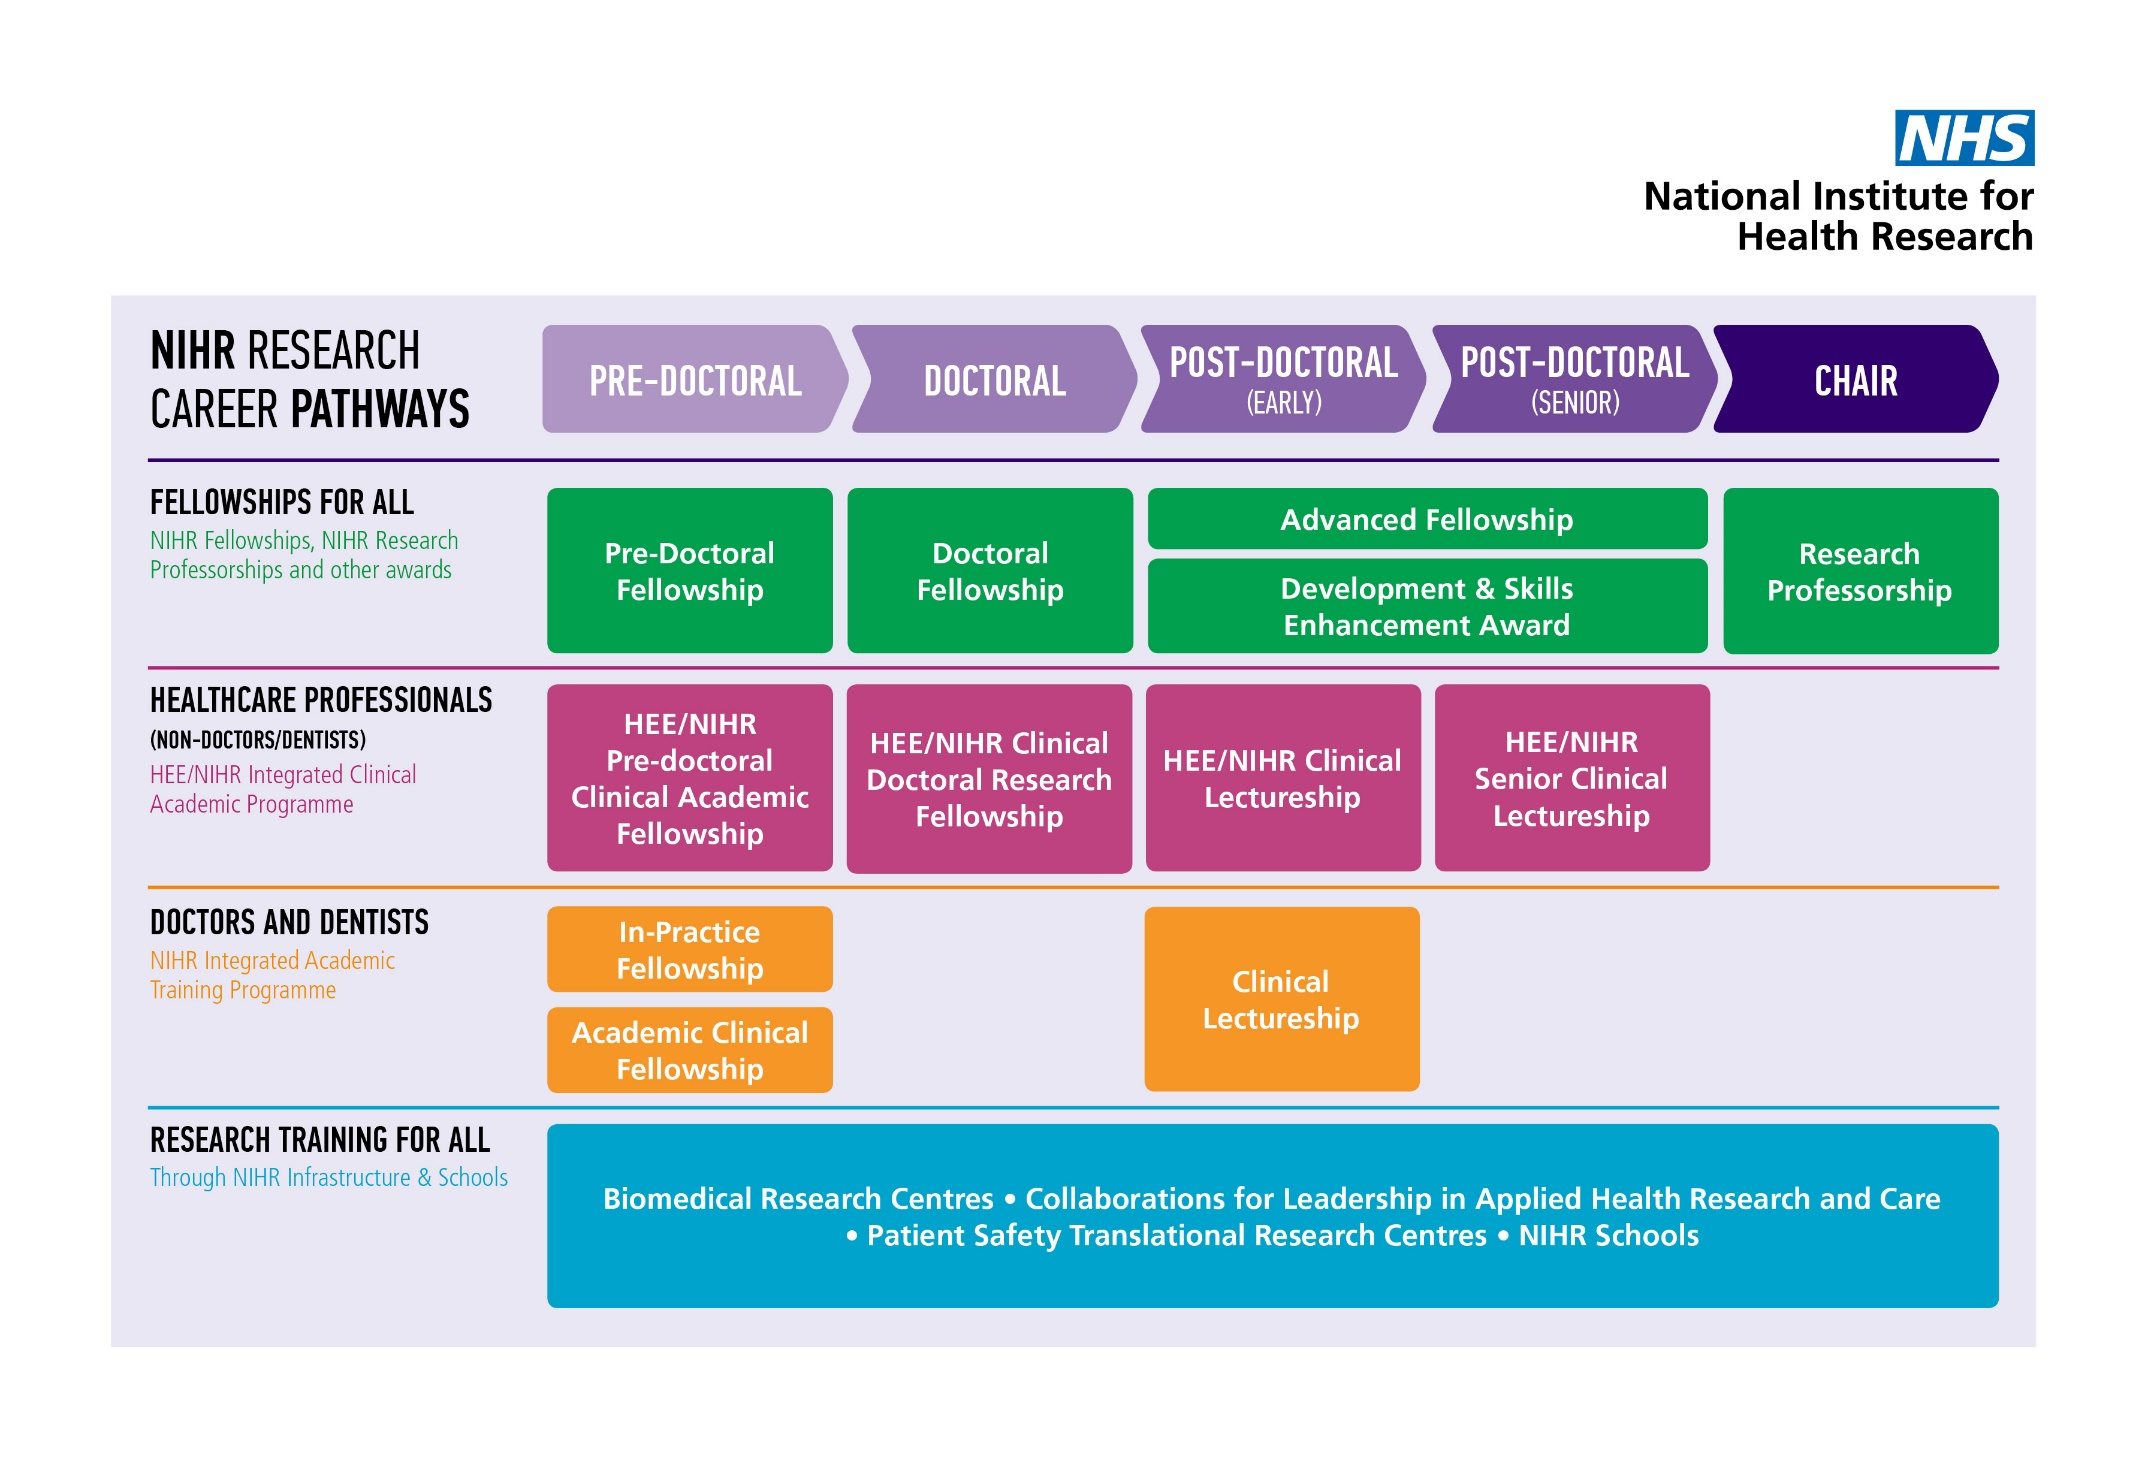 NHS
National Institute for
Health Research
NIHR RESEARCH
CAREER PATHWAYS
PRE-DOCTORAL
DOCTORAL
POST-DOCTORAL
(EARLY)
POST-DOCTORAL
(SENIOR)
CHAIR
FELLOWSHIPS FOR ALL
NIHR Fellowships, NIHR Research
Professorships and other awards
Pre-Doctoral
Fellowship
Doctoral
Fellowship
Advanced Fellowship
Development & Skills
Enhancement Award
Research
Professorship
HEALTHCARE PROFESSIONALS
(NON-DOCTORS/DENTISTS)
HEE/NIHR Integrated Clinical
Academic Programme
HEE/NIHR
Pre-doctoral
Clinical Academic
Fellowship
HEE/NIHR Clinical
Doctoral Research
Fellowship
HEE/NIHR Clinical
Lectureship
HEE/NIHR
Senior Clinical
Lectureship
DOCTORS AND DENTISTS
NIHR Integrated Academic
Training Programme
In-Practice
Fellowship
Academic Clinical
Fellowship
Clinical
Lectureship
RESEARCH TRAINING FOR ALL
Through NIHR Infrastructure & Schools
Biomedical Research Centres • Collaborations for Leadership in Applied Health Research and Care
• Patient Safety Translational Research Centres • NIHR Schools